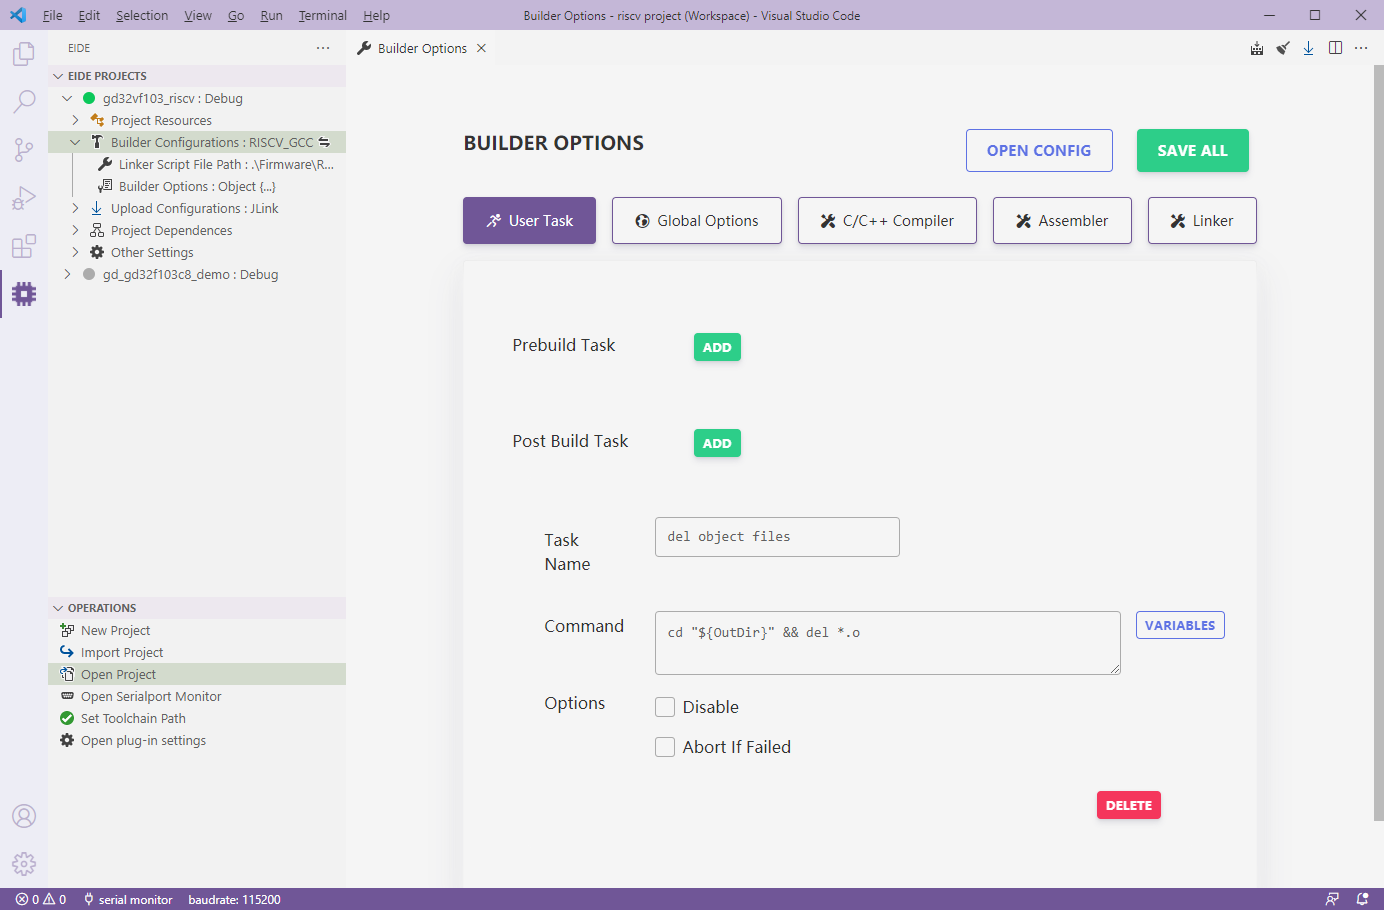 File Edit Selection View Go Run Terminal Help
Builder Options - riscv project (Workspace) - Visual Studio Code
EIDE
Builder Options
EIDE PROJECTS
gd32vf103_riscv : Debug
Project Resources
Builder Configurations : RISCV_GCC
Linker Script File Path : .\Firmware\R...
Builder Options : Object {...}
Upload Configurations : JLink
Project Dependences
Other Settings
gd_gd32f103c8_demo : Debug
OPERATIONS
New Project
Import Project
Open Project
Open Serialport Monitor
Set Toolchain Path
Open plug-in settings
BUILDER OPTIONS
OPEN CONFIG
SAVE ALL
User Task
Global Options
C/C++ Compiler
Assembler
Linker
Prebuild Task
ADD
Post Build Task
ADD
Task
Name
del object files
Command
cd "${OutDir}" && del *.o
VARIABLES
Options
Disable
Abort If Failed
DELETE
0 0 serial monitor baudrate: 115200